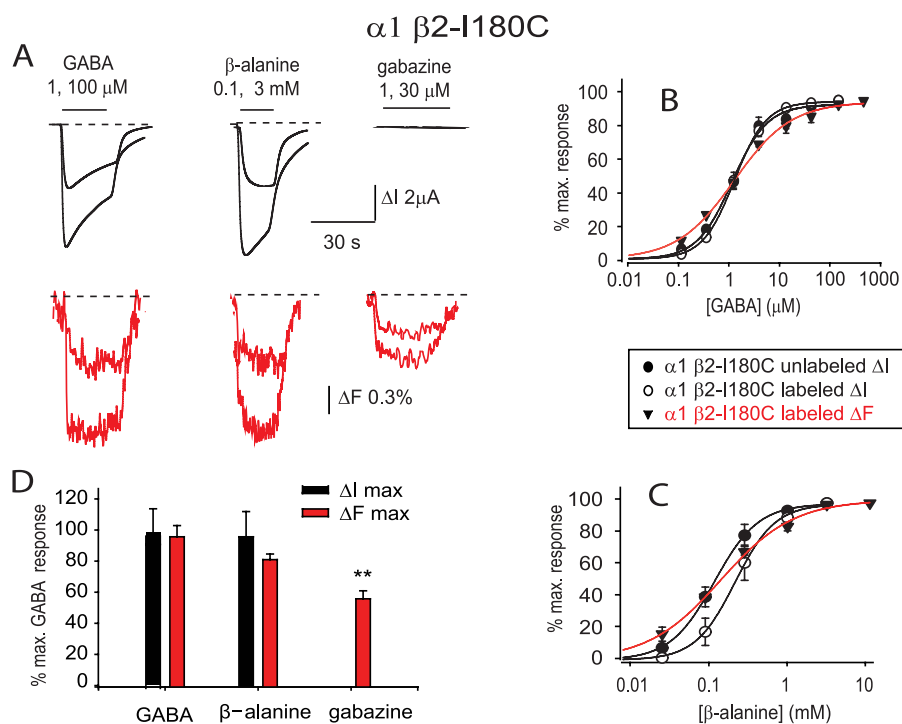 α1 β2-I180C
A
GABA
1, 100 μM
β-alanine
0.1, 3 mM
gabazine
1, 30 μM
ΔI 2μA
30 s
ΔF 0.3%
B
% max. response
100
80
60
40
20
0
0.01 0.1 1 10 100 1000
[GABA] (μM)
α1 β2-I180C unlabeled ΔI
α1 β2-I180C labeled ΔI
α1 β2-I180C labeled ΔF
D
% max. GABA response
120
100
80
60
40
20
0
ΔI max
ΔF max
**
GABA β-alanine gabazine
C
% max. response
100
80
60
40
20
0
0.01 0.1 1 10
[β-alanine] (mM)